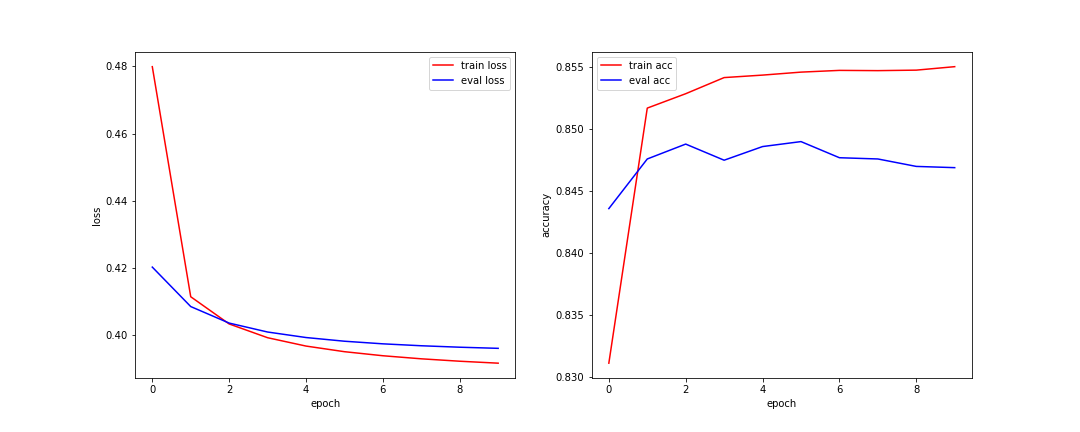 0.48
0.46
0.44
0.42
0.40
loss
0 2 4 6 8
epoch
train loss
eval loss
0.855
0.850
0.845
0.840
0.835
0.830
accuracy
0 2 4 6 8
epoch
train acc
eval acc